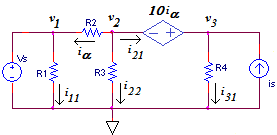 v1 v2 10iα v3
R2
Vs iα i21
R1 R3 R4 is
i11 i22 i31